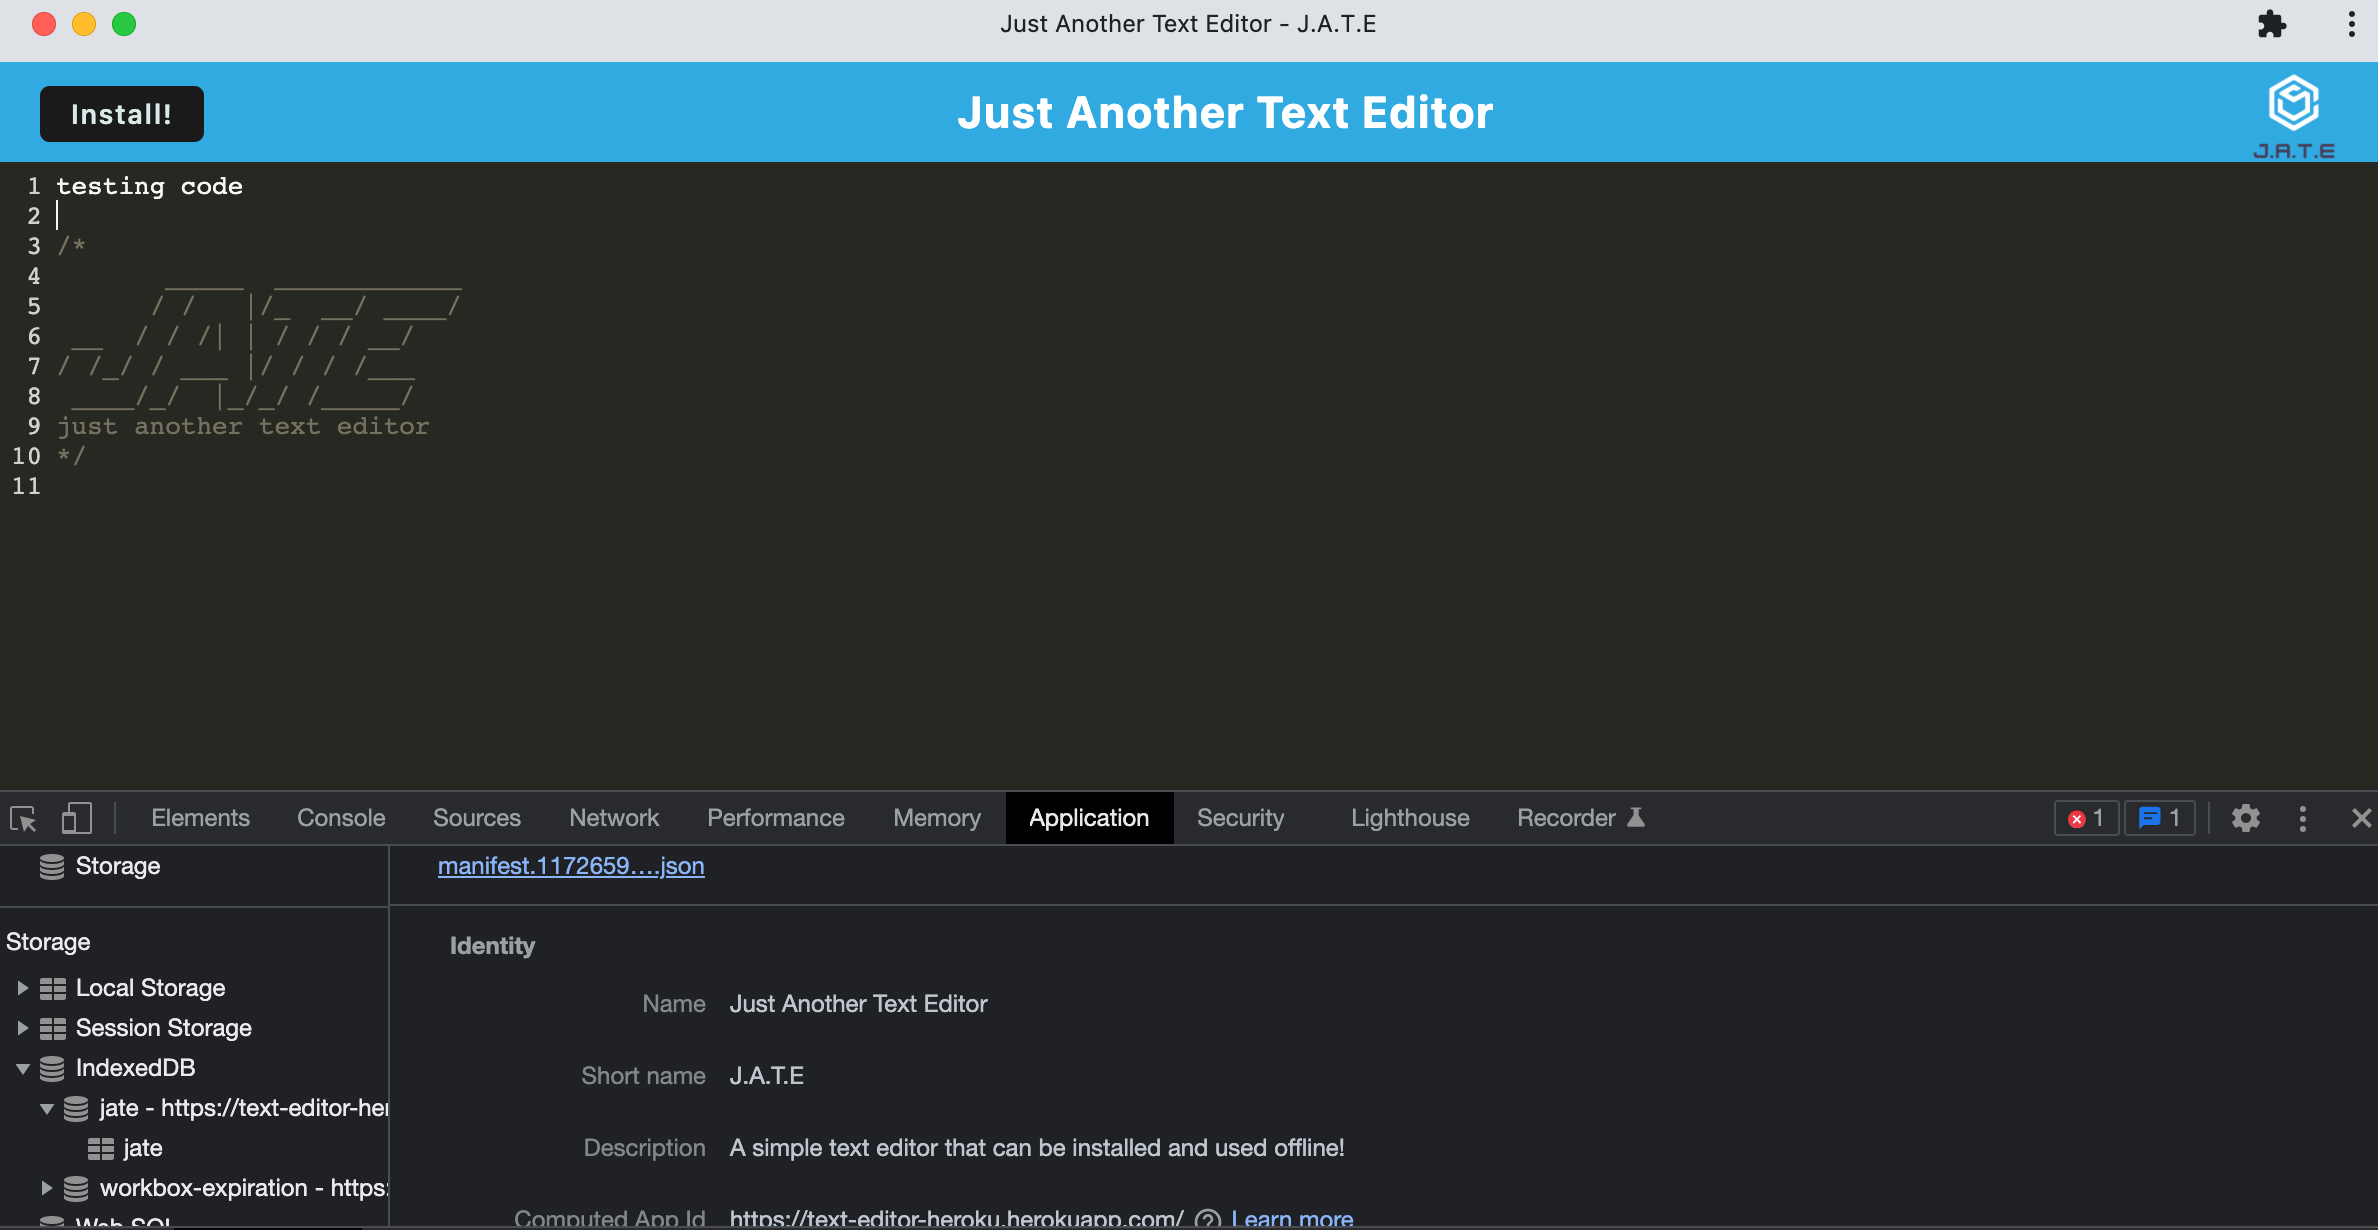 Just Another Text Editor - J.A.T.E
Install!
Just Another Text Editor
J.A.T.E
1 testing code
2
3 /*
4
5
6
7
8
9 just another text editor
10 */
11
Elements Console Sources Network Performance Memory Application Security Lighthouse Recorder 1 1
Storage
manifest.1172659....json
Storage
Identity
Local Storage
Name Just Another Text Editor
Session Storage
IndexedDB
Short name J.A.T.E
jate - https://text-editor-her
jate
Description A simple text editor that can be installed and used offline!
workbox-expiration - https:
Web SQL
Computed App Id https://text-editor-heroku.herokuapp.com/ Learn more